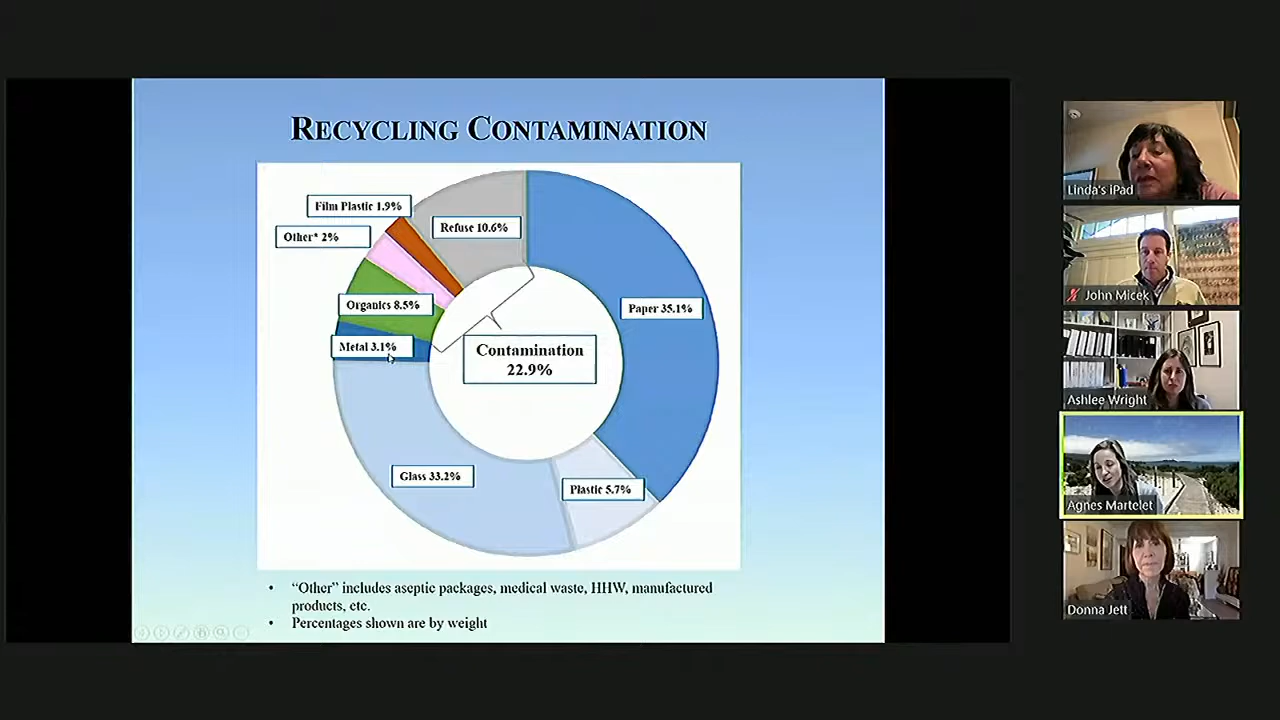 RECYCLING CONTAMINATION
Film Plastic 1.9%
Refuse 10.6%
Other* 2%
Organics 8.5%
Paper 35.1%
Metal 3.1%
Contamination
22.9%
Glass 33.2%
Plastic 5.7%
• “Other” includes aseptic packages, medical waste, HHW, manufactured
products, etc.
• Percentages shown are by weight
Linda's iPad
John Micek
Ashlee Wright
Agnes Martelet
Donna Jett